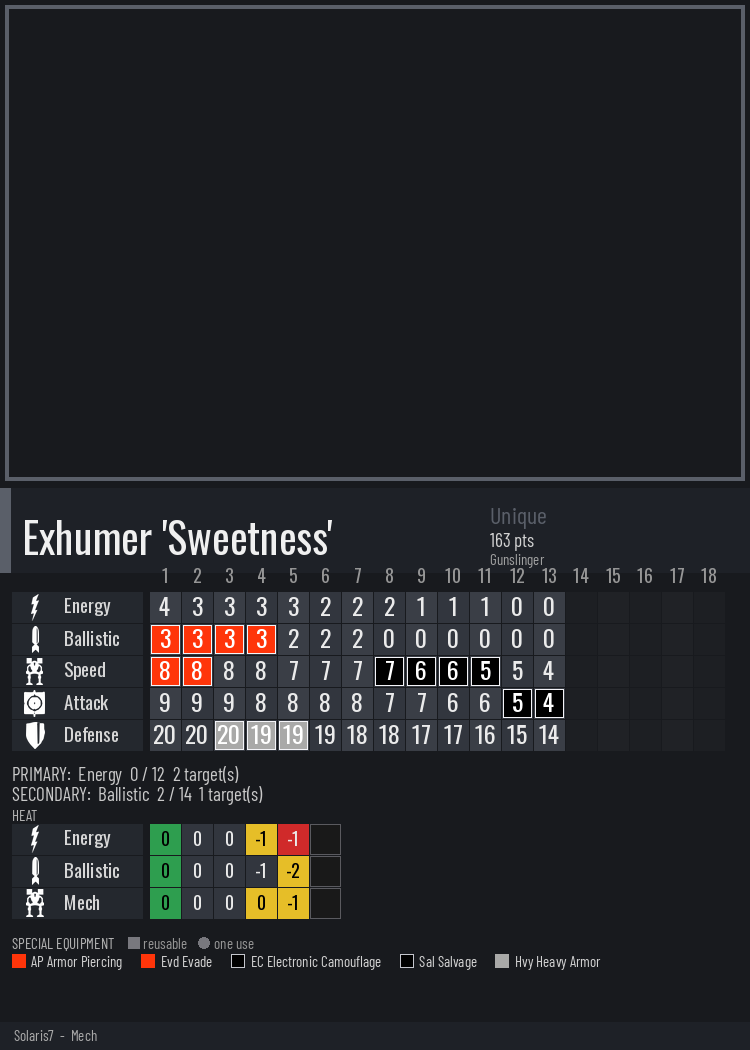 Exhumer 'Sweetness'
Unique
163 pts
Gunslinger
1 2 3 4 5 6 7 8 9 10 11 12 13 14 15 16 17 18
Energy 4 3 3 3 3 2 2 2 1 1 1 0 0
Ballistic 3 3 3 3 2 2 2 0 0 0 0 0 0
Speed 8 8 8 8 7 7 7 7 6 6 5 5 4
Attack 9 9 9 8 8 8 8 7 7 6 6 5 4
Defense 20 20 20 19 19 19 18 18 17 17 16 15 14
PRIMARY: Energy 0 / 12 2 target(s)
SECONDARY: Ballistic 2 / 14 1 target(s)
HEAT
Energy 0 0 0 -1 -1
Ballistic 0 0 0 -1 -2
Mech 0 0 0 0 -1
SPECIAL EQUIPMENT reusable one use
AP Armor Piercing Evd Evade EC Electronic Camouflage Sal Salvage Hvy Heavy Armor
Solaris7 - Mech